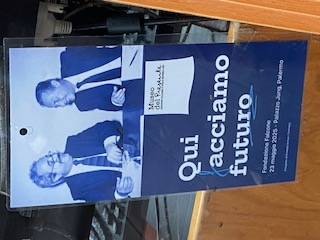 Museo
del Presente
Qui
facciamo
futuro
Fondazione Falcone
23 maggio 2025 - Palazzo Jung, Palermo